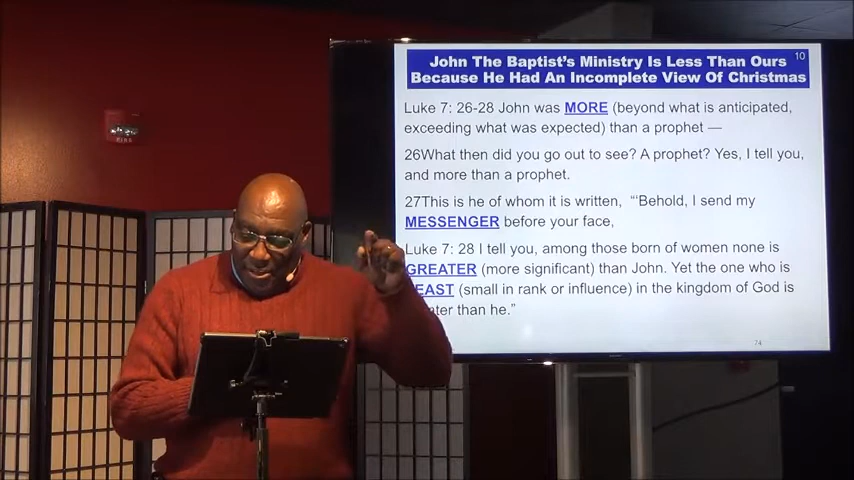 John The Baptist's Ministry Is Less Than Ours 10
Because He Had An Incomplete View Of Christmas
Luke 7: 26-28 John was MORE (beyond what is anticipated,
exceeding what was expected) than a prophet —
26What then did you go out to see? A prophet? Yes, I tell you,
and more than a prophet.
27This is he of whom it is written, “‘Behold, I send my
MESSENGER before your face,
Luke 7: 28 I tell you, among those born of women none is
GREATER (more significant) than John. Yet the one who is
(small in rank or influence) in the kingdom of God is
than he.”
74
FIRE